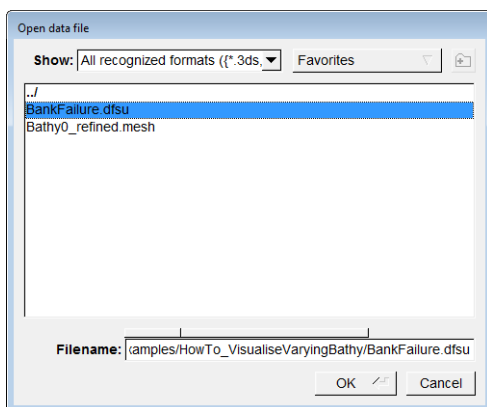 Open data file
Show: All recognized formats ({*.3ds, Favorites
../
BankFailure.dfsu
Bathy0_refined.mesh
Filename: amples/HowTo_VisualiseVaryingBathy/BankFailure.dfsu
OK Cancel